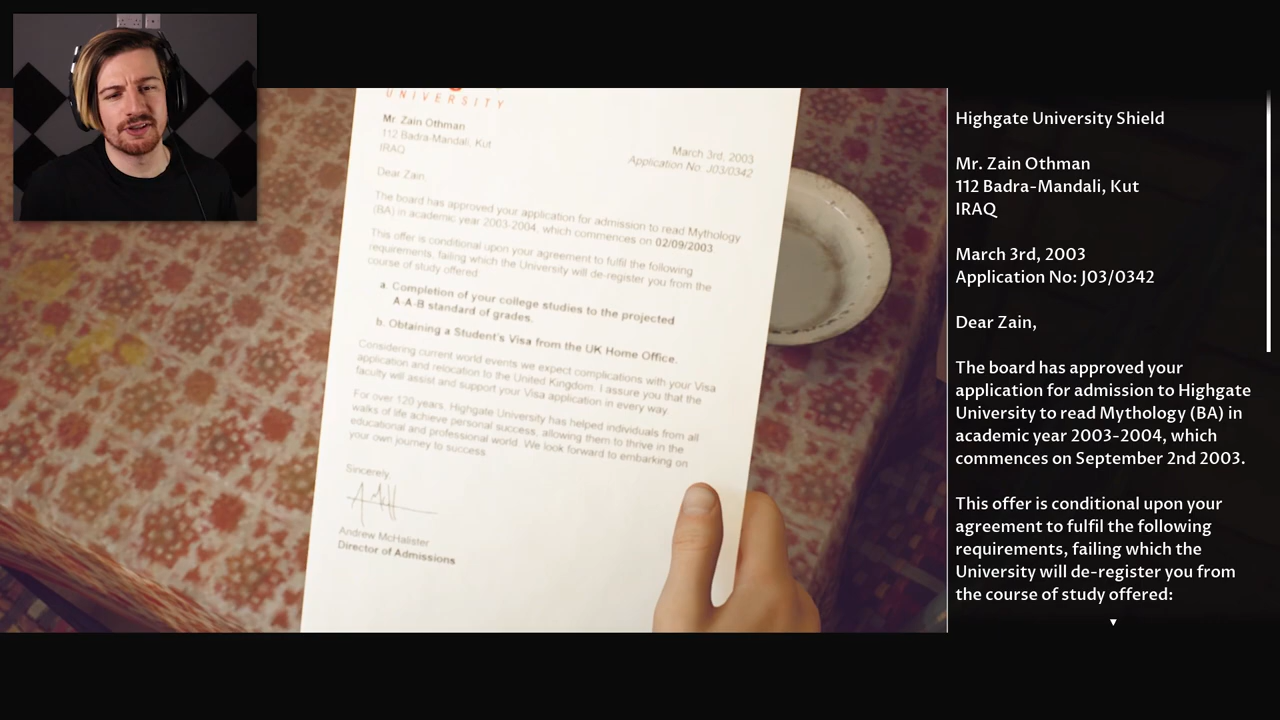 UNIVERSITY
Mr. Zain Othman
112 Badra-Mandali, Kut
IRAQ
March 3rd, 2003
Application No: J03/0342
Dear Zain,
The board has approved your application for admission to read Mythology
(BA) in academic year 2003-2004, which commences on 02/09/2003.
This offer is conditional upon your agreement to fulfil the following
requirements, failing which the University will de-register you from the
course of study offered:
a. Completion of your college studies to the projected
A-A-B standard of grades.
b. Obtaining a Student's Visa from the UK Home Office.
Considering current world events we expect complications with your Visa
application and relocation to the United Kingdom. I assure you that the
faculty will assist and support your Visa application in every way.
For over 120 years, Highgate University has helped individuals from all
walks of life achieve personal success, allowing them to thrive in the
educational and professional world. We look forward to embarking on
your own journey to success.
Sincerely
Andrew McHalister
Director of Admissions
Highgate University Shield
Mr. Zain Othman
112 Badra-Mandali, Kut
IRAQ
March 3rd, 2003
Application No: J03/0342
Dear Zain,
The board has approved your
application for admission to Highgate
University to read Mythology (BA) in
academic year 2003-2004, which
commences on September 2nd 2003.
This offer is conditional upon your
agreement to fulfil the following
requirements, failing which the
University will de-register you from
the course of study offered: